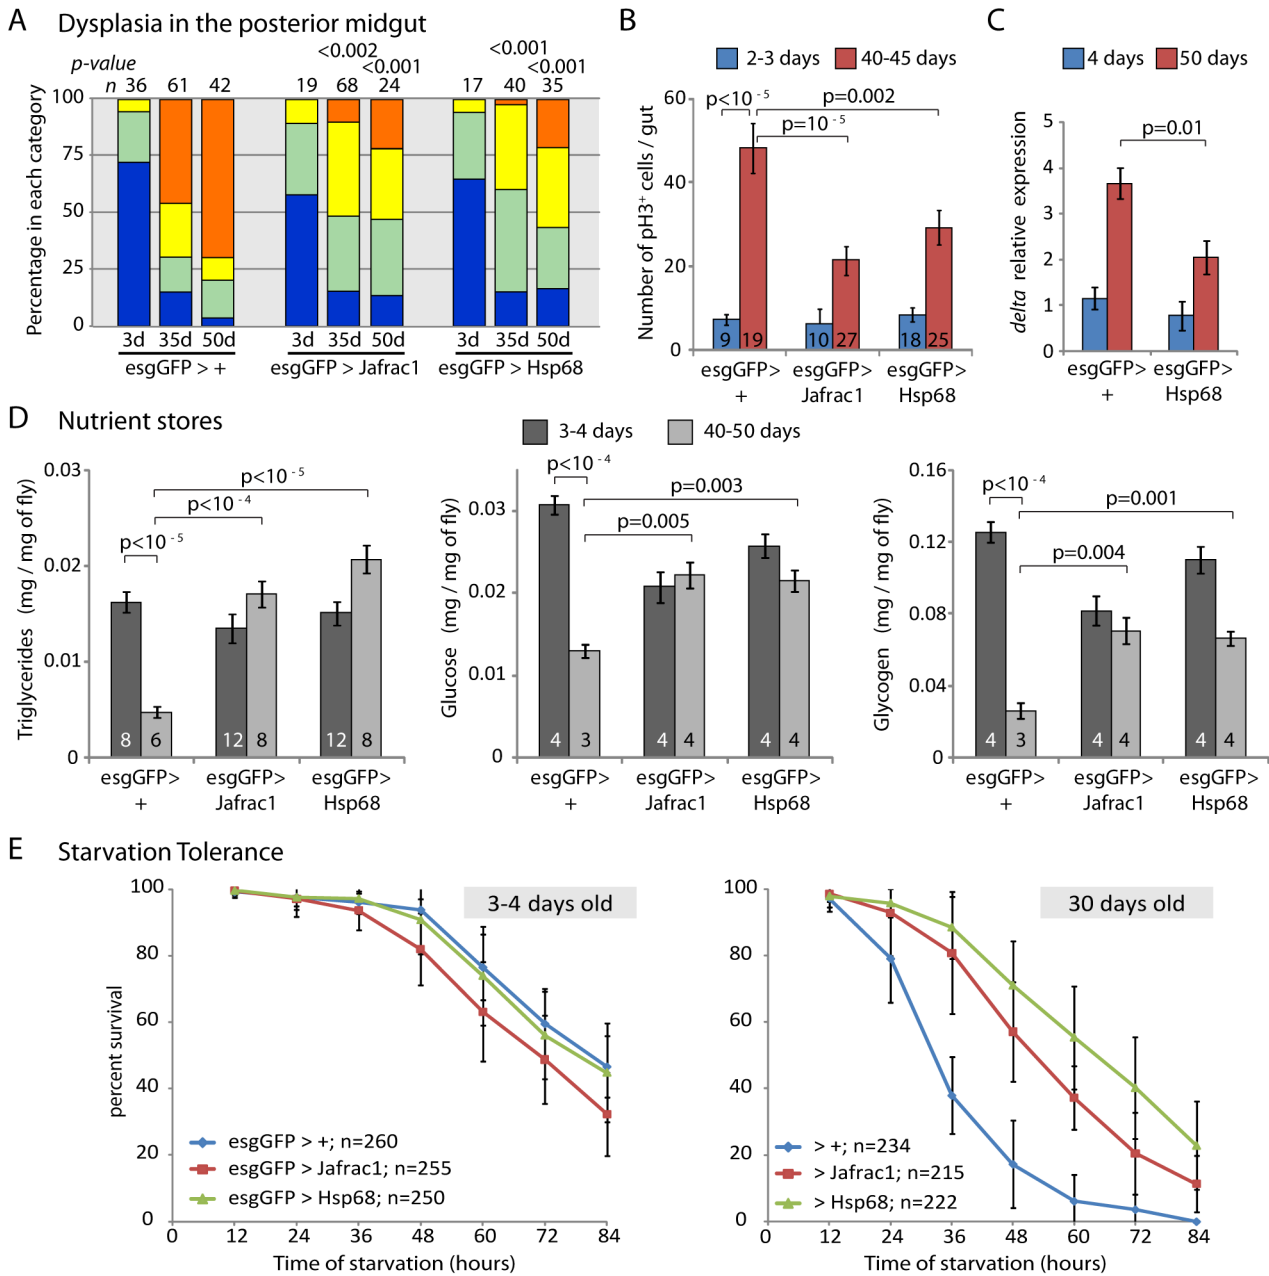 A Dysplasia in the posterior midgut
p-value <0.002 <0.001 <0.001 <0.001
n 36 61 42 19 68 24 17 40 35
Percentage in each category
100
75
50
25
0
3d 35d 50d 3d 35d 50d 3d 35d 50d
esgGFP > + esgGFP > Jafrac1 esgGFP > Hsp68
B
2-3 days 40-45 days
Number of pH3+ cells / gut
60
40
20
0
p<10 -5 p=0.002
p=10 -5
9 19 10 27 18 25
esgGFP> esgGFP> esgGFP>
+ Jafrac1 Hsp68
C
4 days 50 days
delta relative expression
5
4
3
2
1
0
p=0.01
esgGFP> esgGFP>
+ Hsp68
D Nutrient stores
3-4 days 40-50 days
Triglycerides (mg / mg of fly)
0.03
0.02
0.01
0
p<10 -5
p<10 -4
p<10 -5
8 6 12 8 12 8
esgGFP> esgGFP> esgGFP>
+ Jafrac1 Hsp68
Glucose (mg / mg of fly)
0.03
0.02
0.01
0
p<10 -4
p=0.003
p=0.005
4 3 4 4 4 4
esgGFP> esgGFP> esgGFP>
+ Jafrac1 Hsp68
Glycogen (mg / mg of fly)
0.16
0.12
0.08
0.04
0
p<10 -4
p=0.001
p=0.004
4 3 4 4 4 4
esgGFP> esgGFP> esgGFP>
+ Jafrac1 Hsp68
E Starvation Tolerance
3-4 days old
percent survival
100
80
60
40
20
0
esgGFP > +; n=260
esgGFP > Jafrac1; n=255
esgGFP > Hsp68; n=250
0 12 24 36 48 60 72 84
Time of starvation (hours)
30 days old
100
80
60
40
20
0
> +; n=234
> Jafrac1; n=215
> Hsp68; n=222
0 12 24 36 48 60 72 84
Time of starvation (hours)